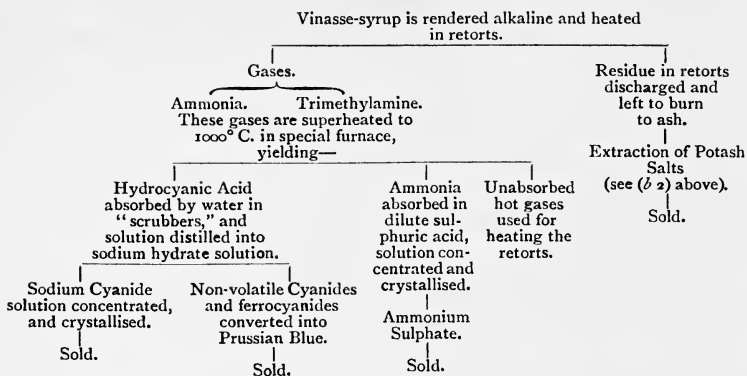 Vinasse-syrup is rendered alkaline and heated
in retorts.
Gases.
Ammonia. Trimethylamine.
These gases are superheated to
1000° C. in special furnace,
yielding—
Residue in retorts
discharged and
left to burn
to ash.
Extraction of Potash
Salts
(see (b 2) above).
Sold.
Hydrocyanic Acid
absorbed by water in
"scrubbers," and
solution distilled into
sodium hydrate solution.
Ammonia
absorbed in
dilute sul-
phuric acid,
solution con-
centrated and
crystallised.
Unabsorbed
hot gases
used for
heating the
retorts.
Sodium Cyanide
solution concentrated,
and crystallised.
Sold.
Non-volatile Cyanides
and ferrocyanides
converted into
Prussian Blue.
Sold.
Ammonium
Sulphate.
Sold.